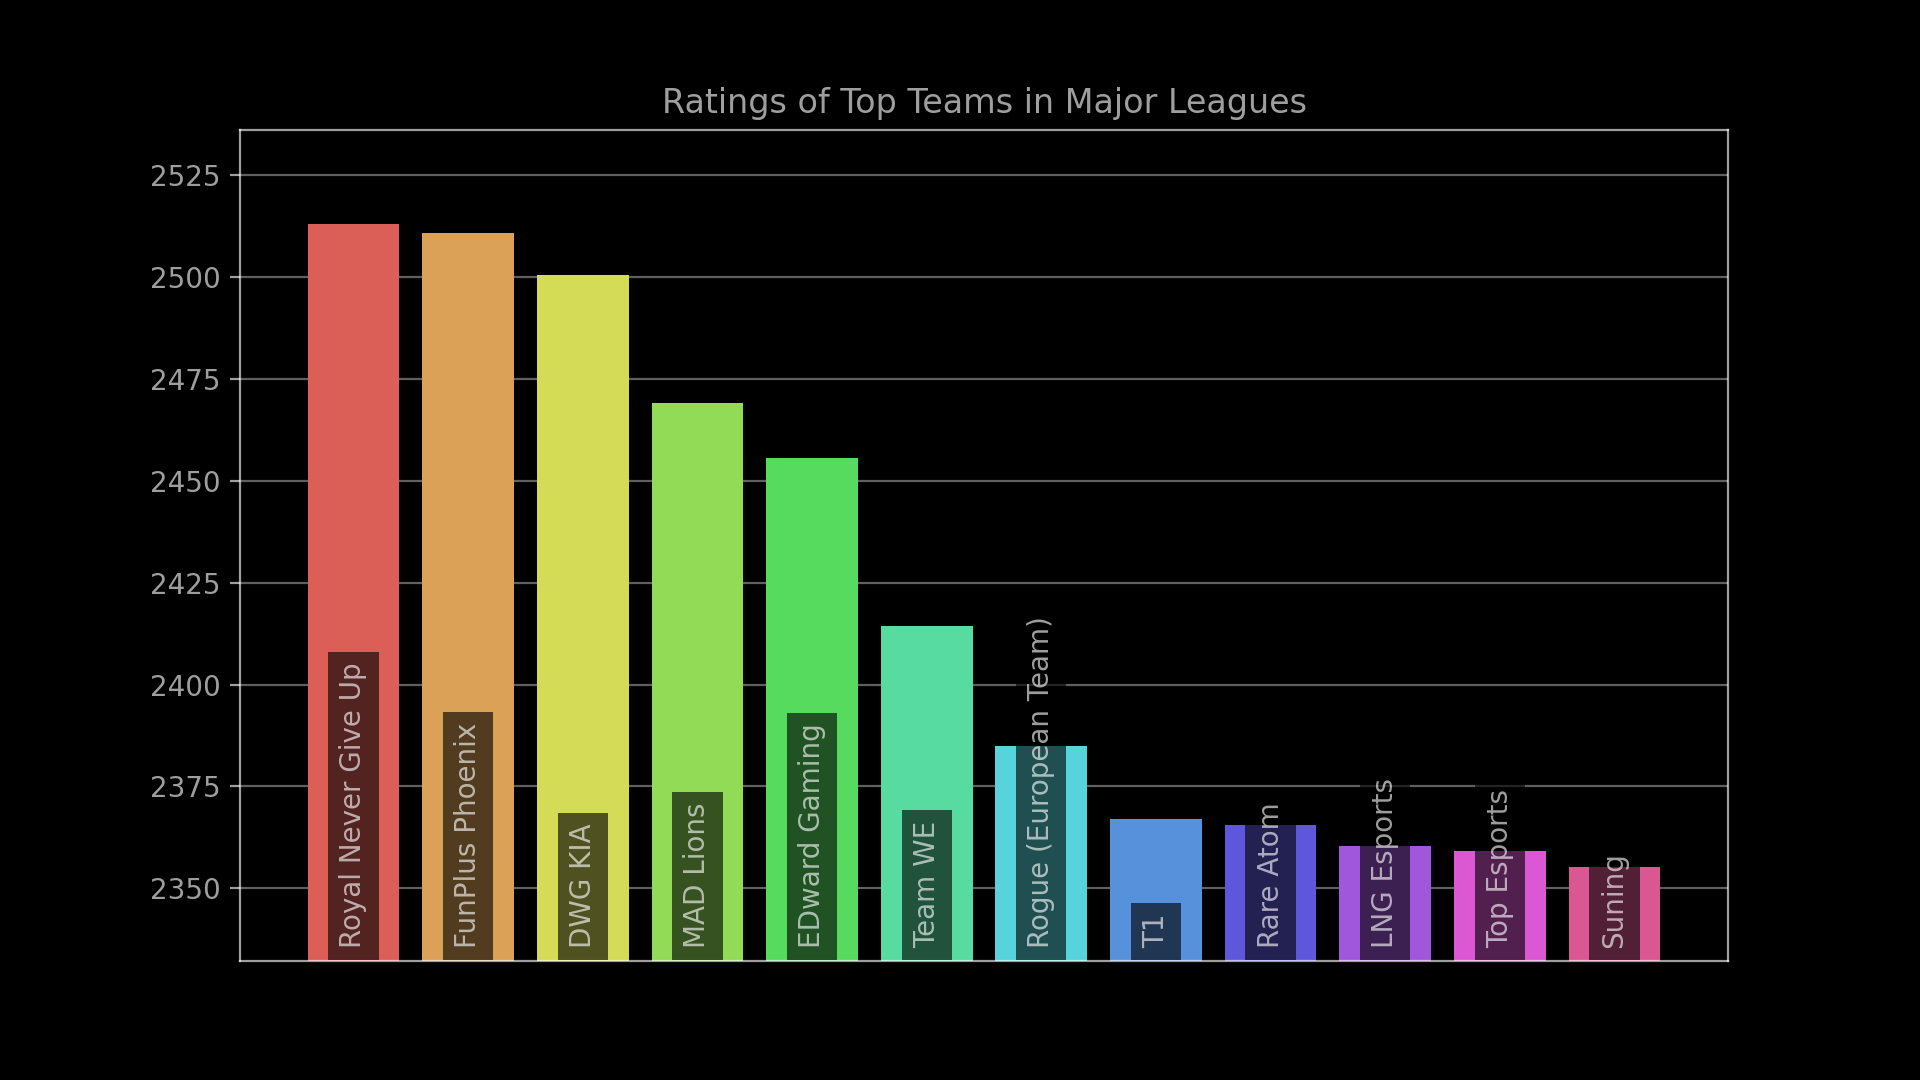 Ratings of Top Teams in Major Leagues
2525
2500
2475
2450
2425
2400
2375
2350
Royal Never Give Up
FunPlus Phoenix
DWG KIA
MAD Lions
EDward Gaming
Team WE
Rogue (European Team)
T1
Rare Atom
LNG Esports
Top Esports
Suning